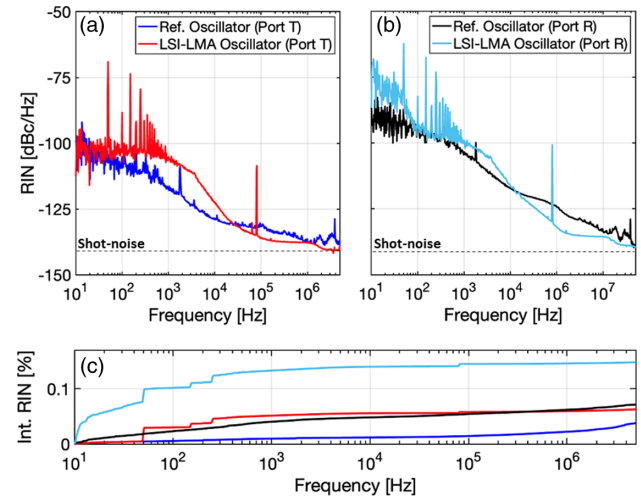 (a)
Ref. Oscillator (Port T)
LSI-LMA Oscillator (Port T)
RIN [dBc/Hz]
-50
-75
-100
-125
-150
Shot-noise
10^1 10^2 10^3 10^4 10^5 10^6
Frequency [Hz]
(b)
Ref. Oscillator (Port R)
LSI-LMA Oscillator (Port R)
Shot-noise
10^1 10^2 10^3 10^4 10^5 10^6 10^7
Frequency [Hz]
(c)
Int. RIN [%]
0.1
0
10^1 10^2 10^3 10^4 10^5 10^6
Frequency [Hz]